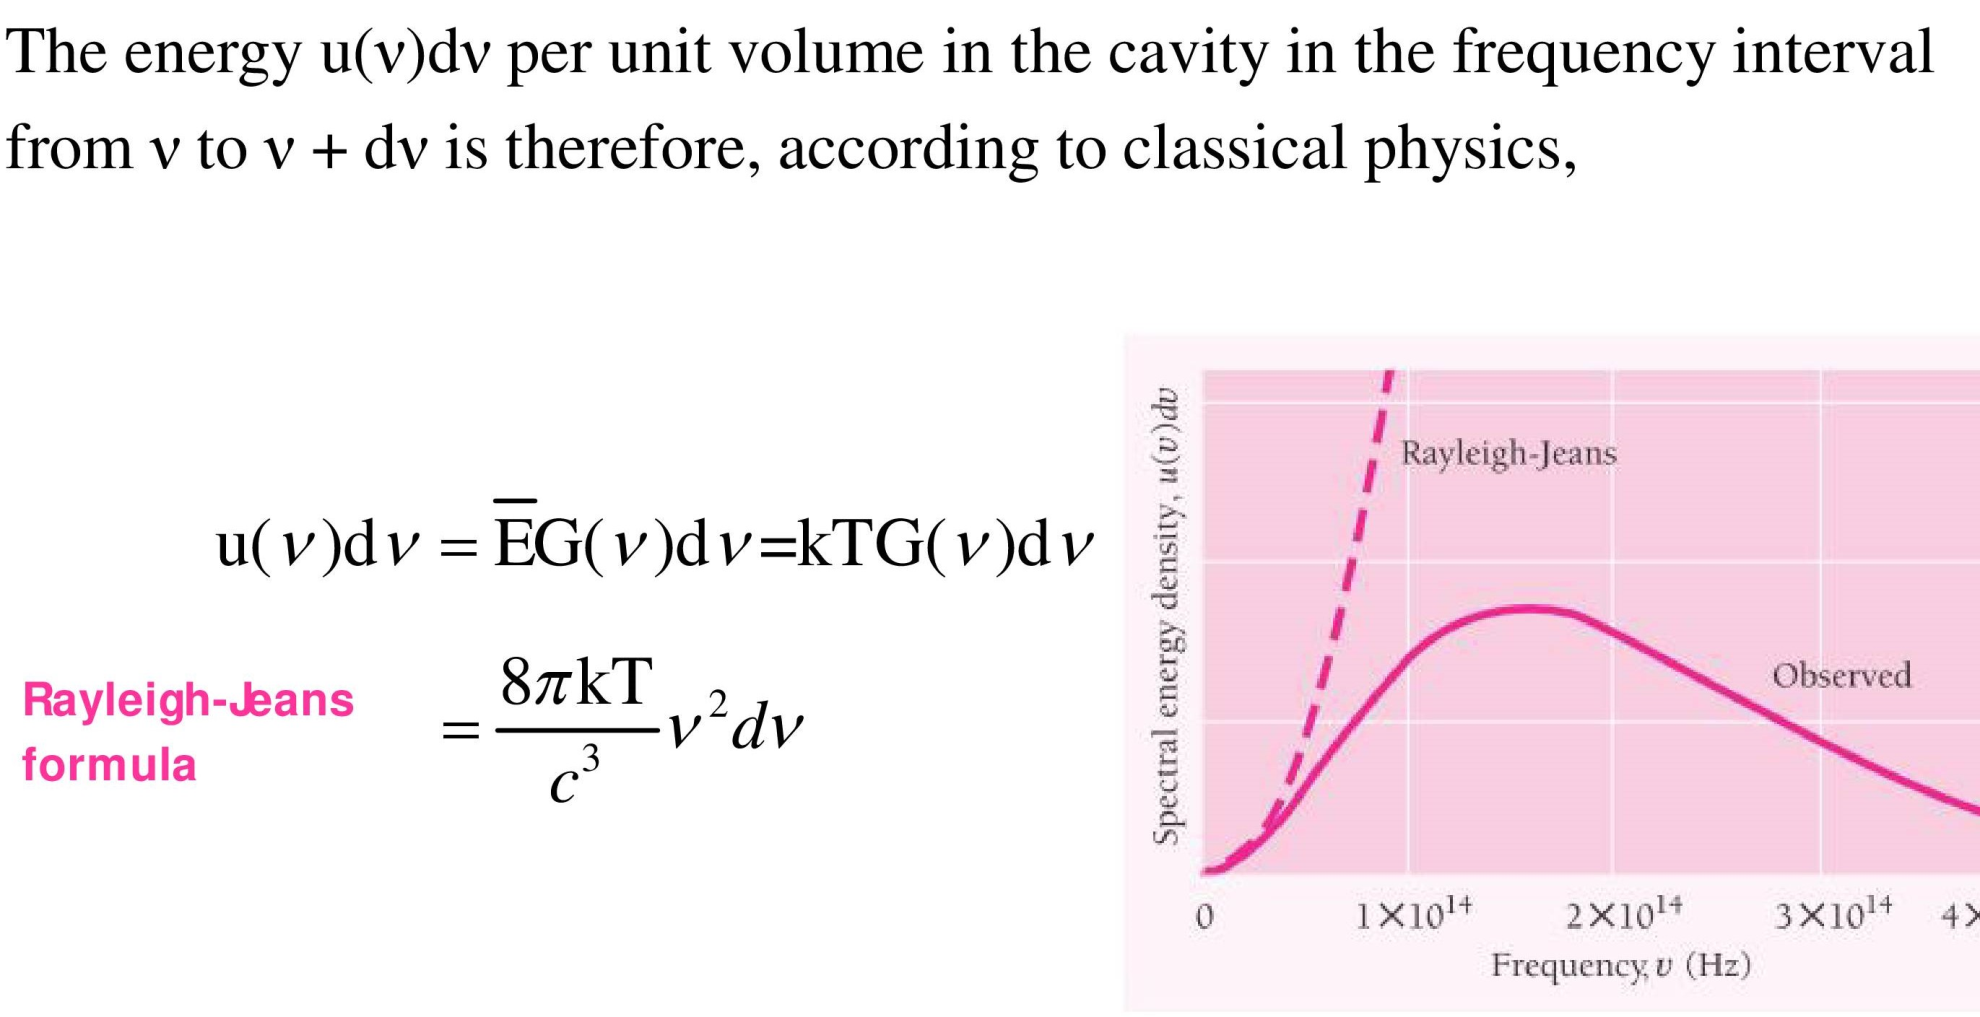 The energy u(ν)dν per unit volume in the cavity in the frequency interval
from ν to ν + dν is therefore, according to classical physics,
u(ν)dν = E̅G(ν)dν=kTG(ν)dν
Rayleigh-Jeans
formula
= 8πkT/c³ ν²dν
Spectral energy density, u(υ)dυ
Rayleigh-Jeans
Observed
0 1×10¹⁴ 2×10¹⁴ 3×10¹⁴ 4×
Frequency, υ (Hz)